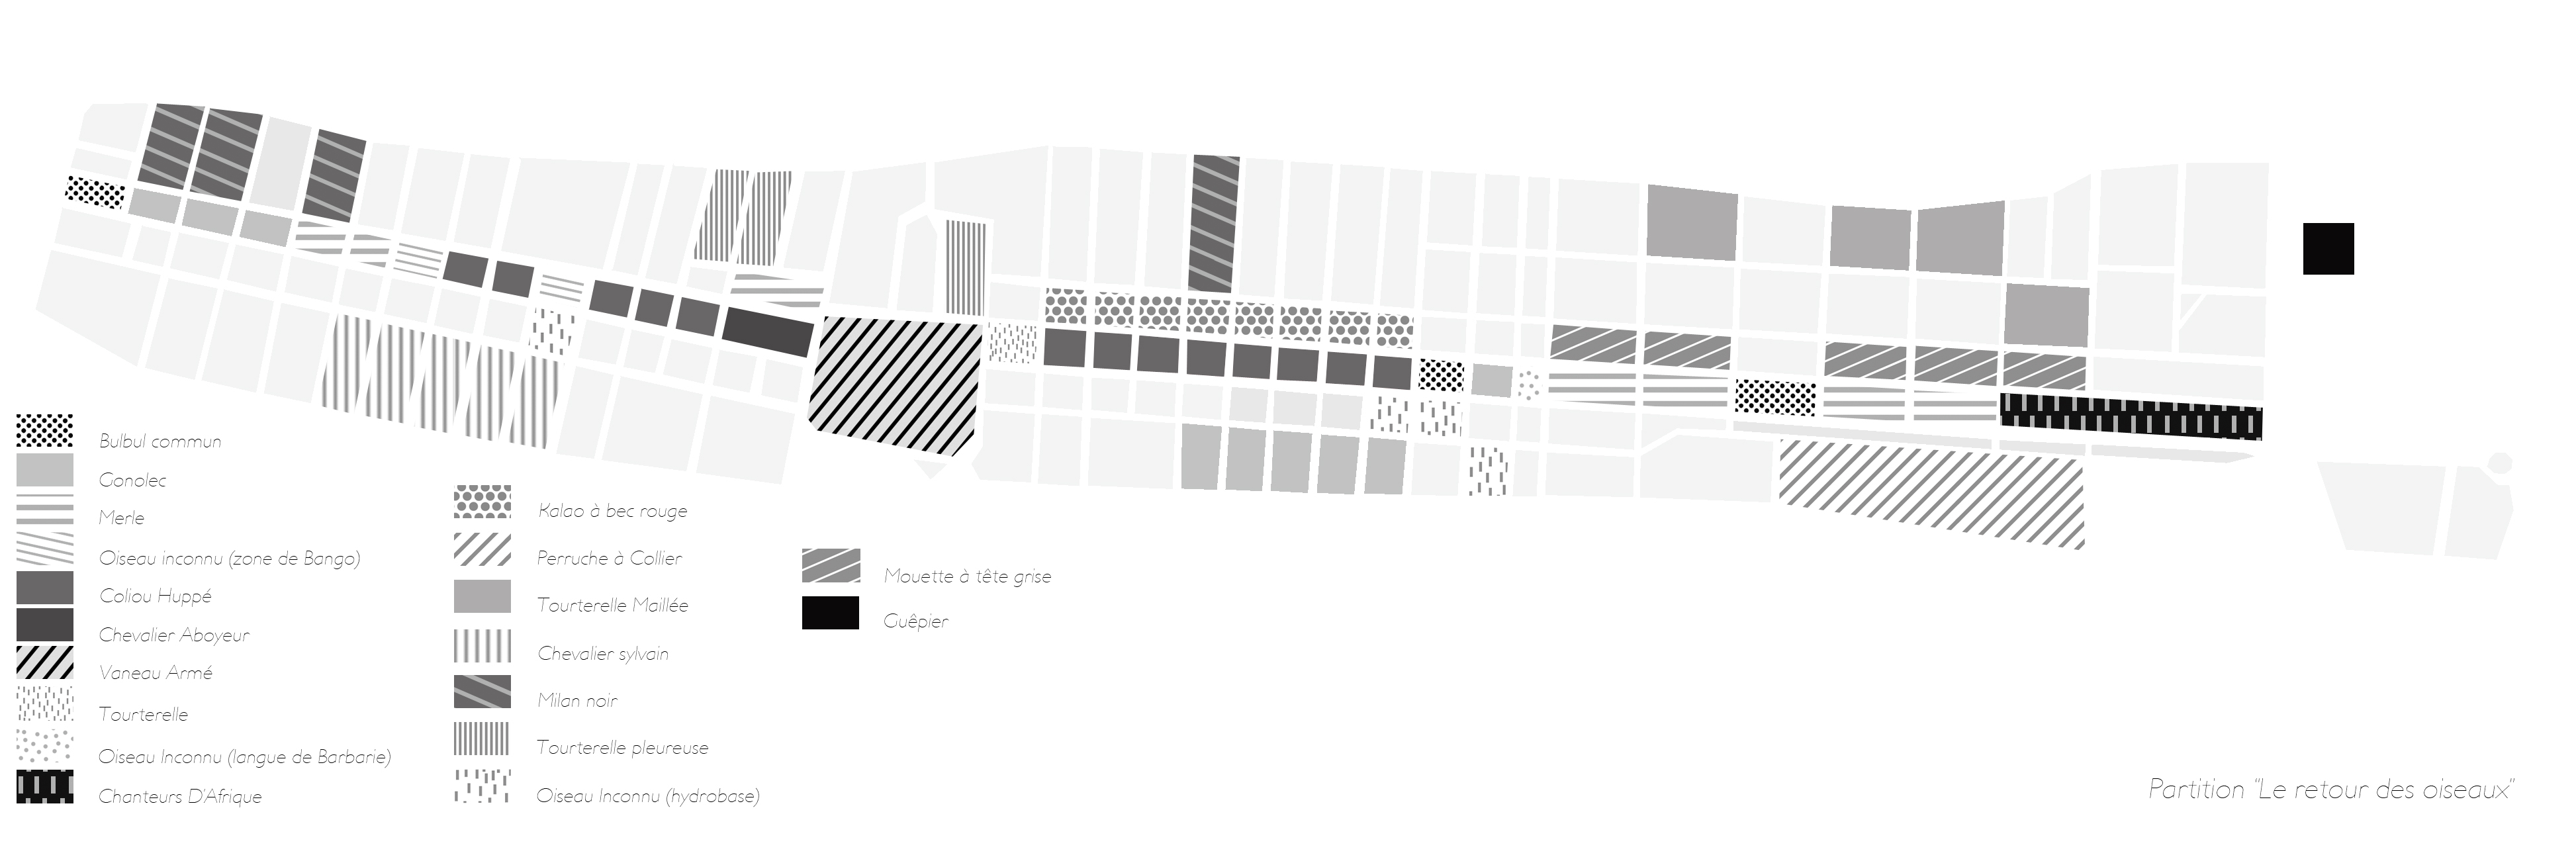 Bulbul commun
Gonolec
Merle
Oiseau inconnu (zone de Bango)
Coliou Huppé
Chevalier Aboyeur
Vaneau Armé
Tourterelle
Oiseau Inconnu (langue de Barbarie)
Chanteurs D'Afrique
Kalao à bec rouge
Perruche à Collier
Tourterelle Maillée
Chevalier sylvain
Milan noir
Tourterelle pleureuse
Oiseau Inconnu (hydrobase)
Mouette à tête grise
Guêpier
Partition "Le retour des oiseaux"